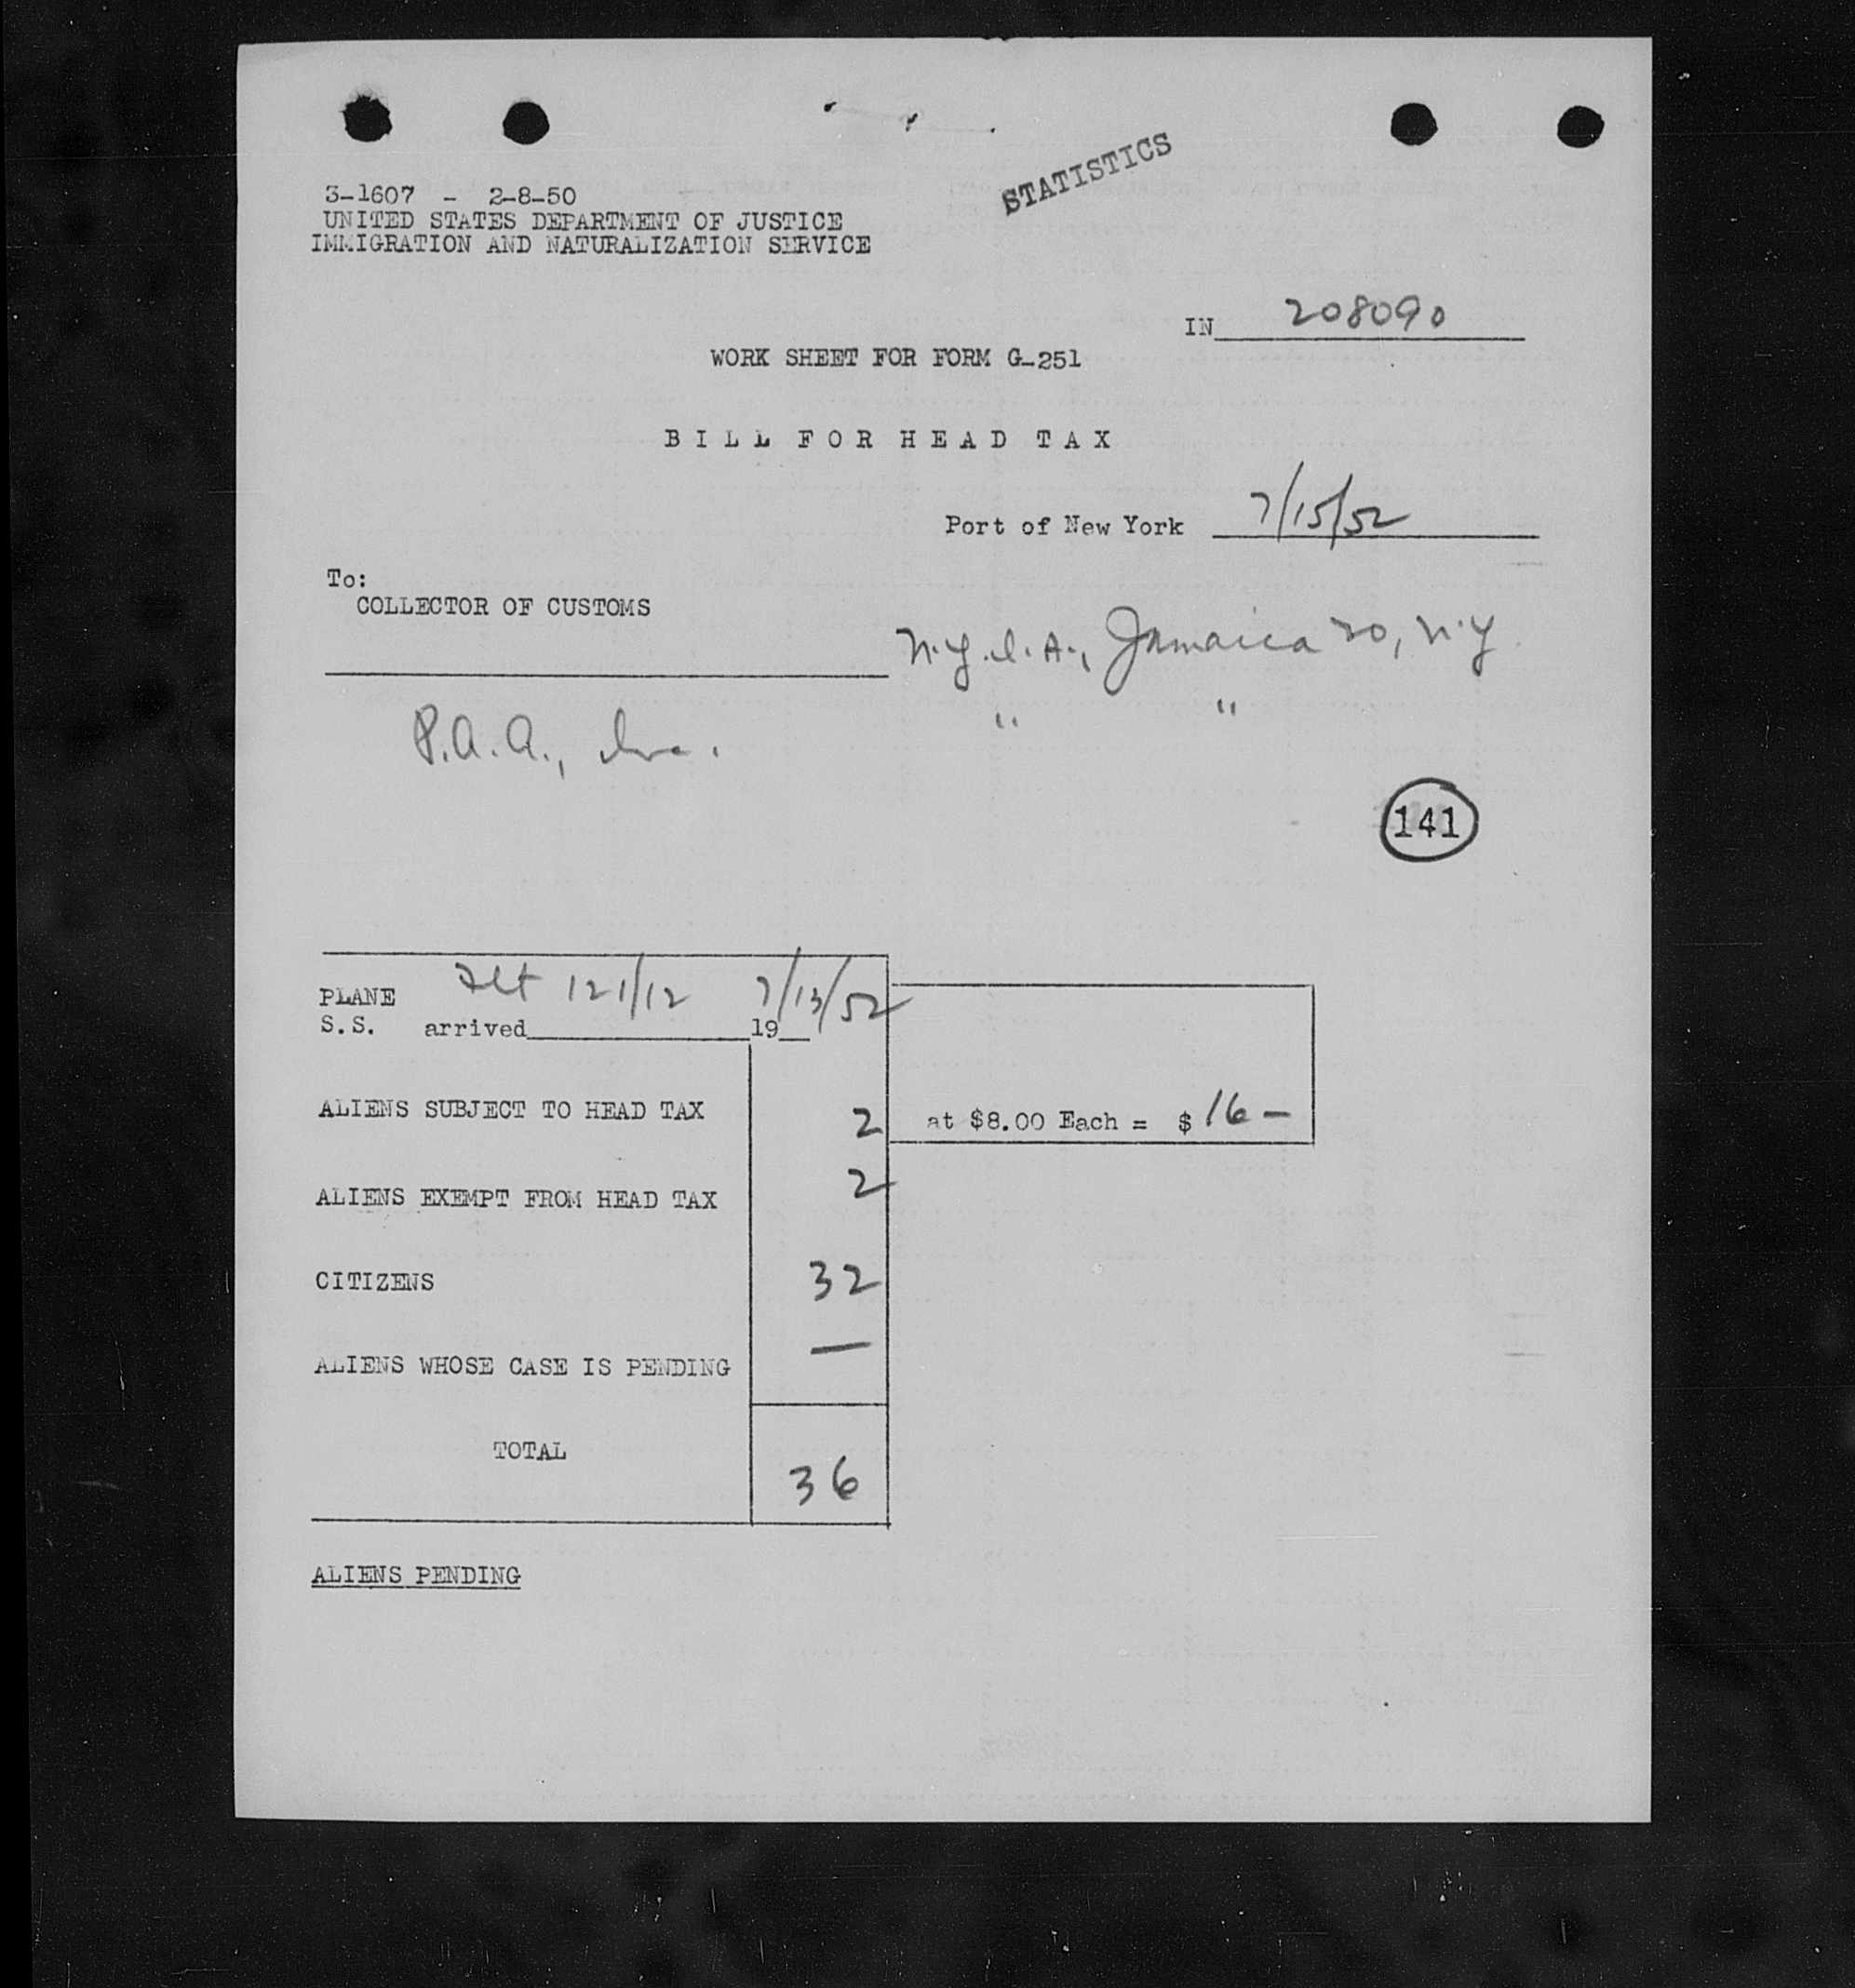 STATISTICS
3-1607 - 2-8-50
UNITED STATES DEPARTMENT OF JUSTICE
IMMIGRATION AND NATURALIZATION SERVICE
IN 208090
WORK SHEET FOR FORM G-251
BILL FOR HEAD TAX
Port of New York 7/15/52
To:
COLLECTOR OF CUSTOMS
N.Y.I.A., Jamaica 20, N.Y.
P.A.A., Inc. " "
141
PLANE Flt 121/12 7/13/52
S.S. arrived 19
ALIENS SUBJECT TO HEAD TAX 2 at $8.00 Each = $ 16 —
ALIENS EXEMPT FROM HEAD TAX 2
CITIZENS 32
ALIENS WHOSE CASE IS PENDING —
TOTAL 36
ALIENS PENDING